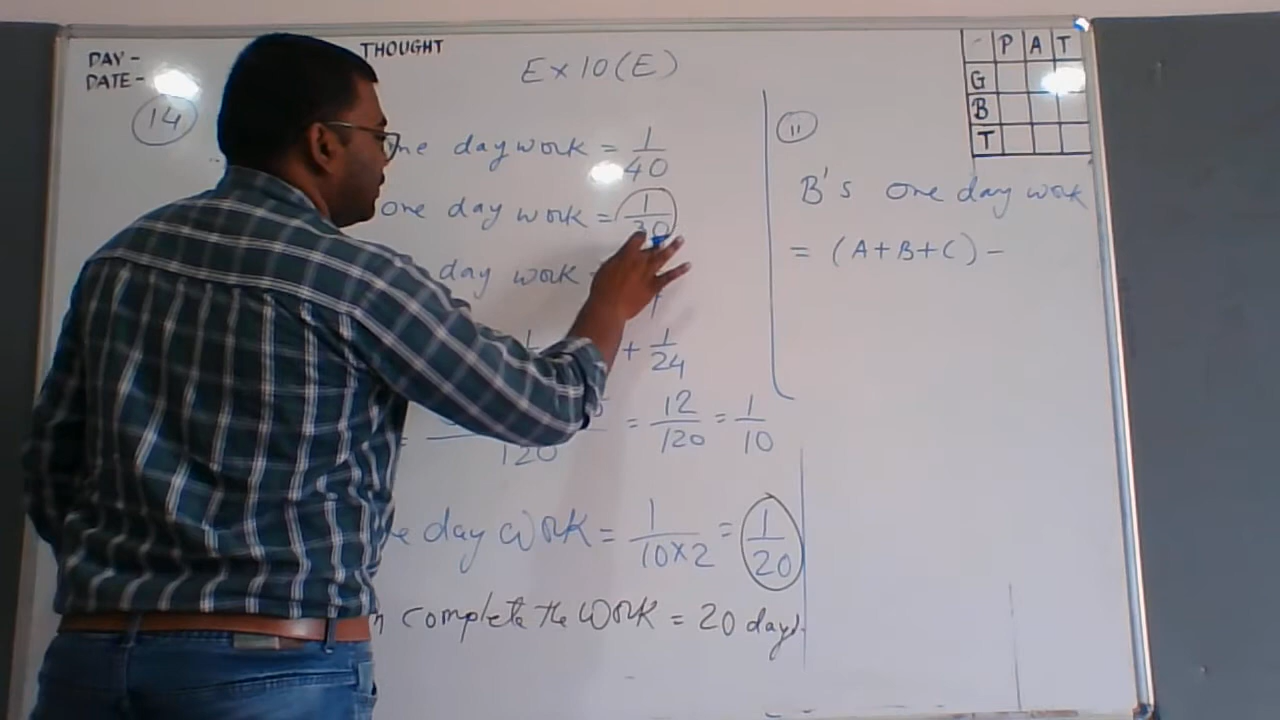 DAY -
DATE -
THOUGHT
Ex 10(E)
P A T
G
B
T
14
one day work = 1/40
one day work = 1/30
day work
+ 1/24
120 = 12/120 = 1/10
day work = 1/10×2 = 1/20
complete the work = 20 days.
11
B's one day work
= (A+B+C) -